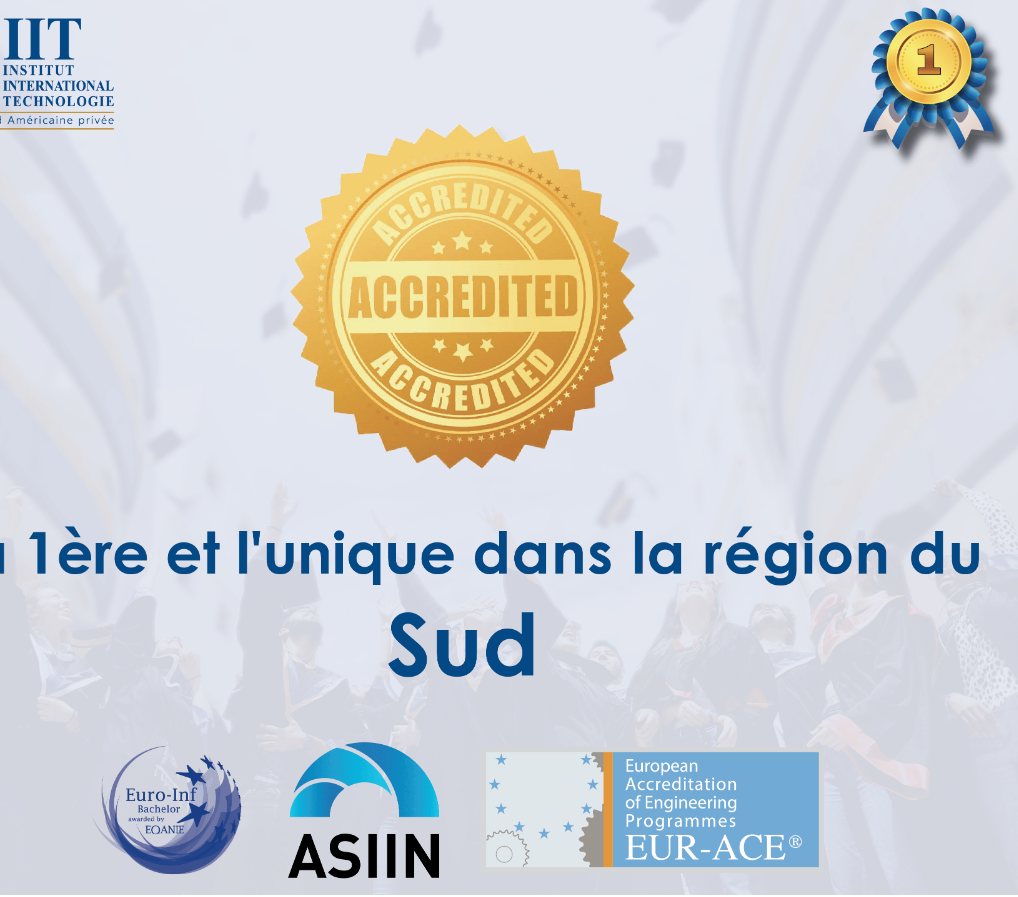 IIT
INSTITUT
INTERNATIONAL
TECHNOLOGIE
Américaine privée
1
ACCREDITED
ACCREDITED
ACCREDITED
1ère et l'unique dans la région du
Sud
Euro-Inf
Bachelor
awarded by
EQANIE
ASIIN
European
Accreditation
of Engineering
Programmes
EUR-ACE®